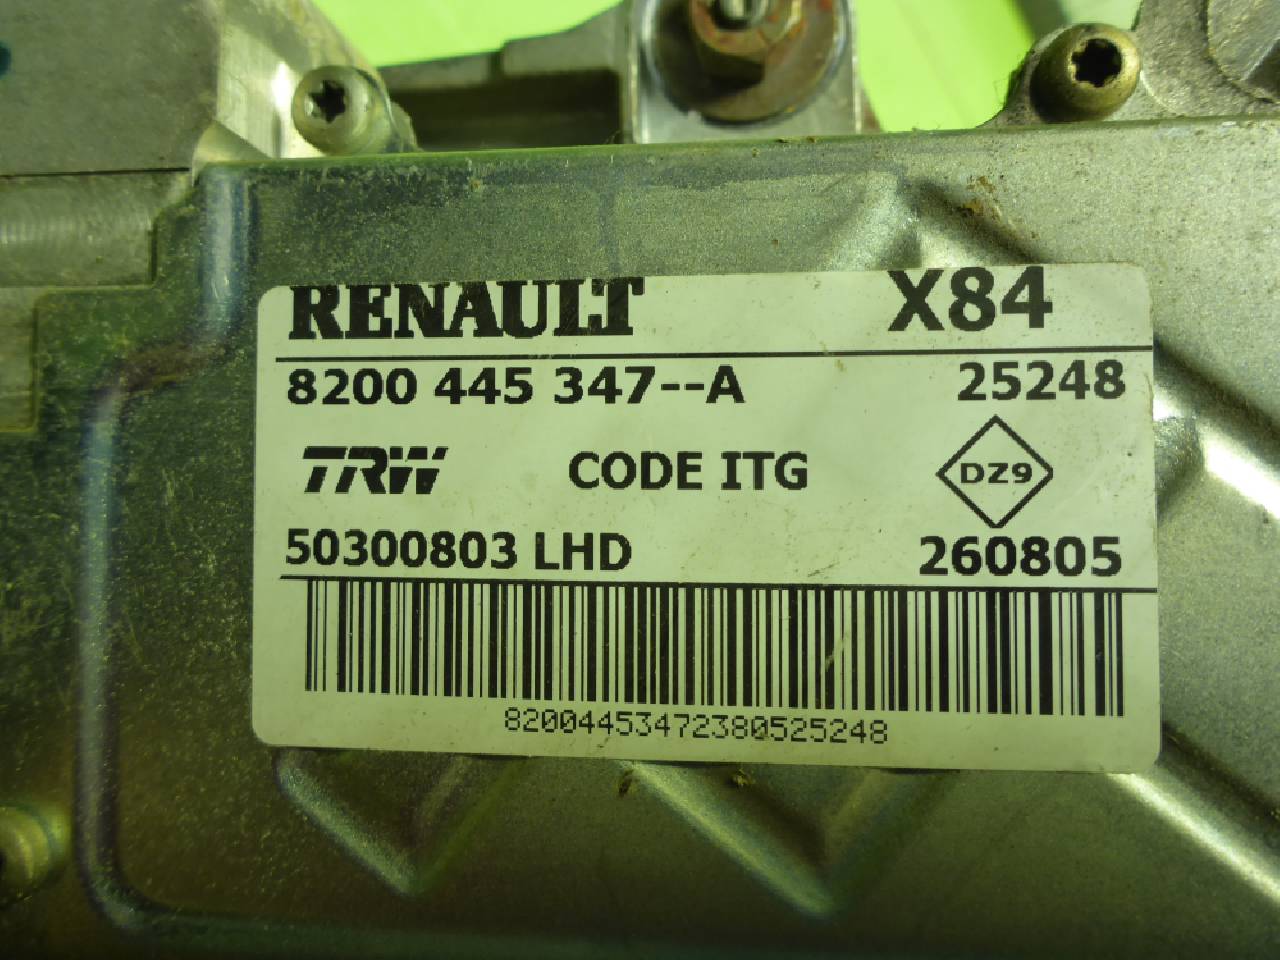 RENAULT X84
8200 445 347--A 25248
TRW CODE ITG DZ9
50300803 LHD 260805
82004453472380525248